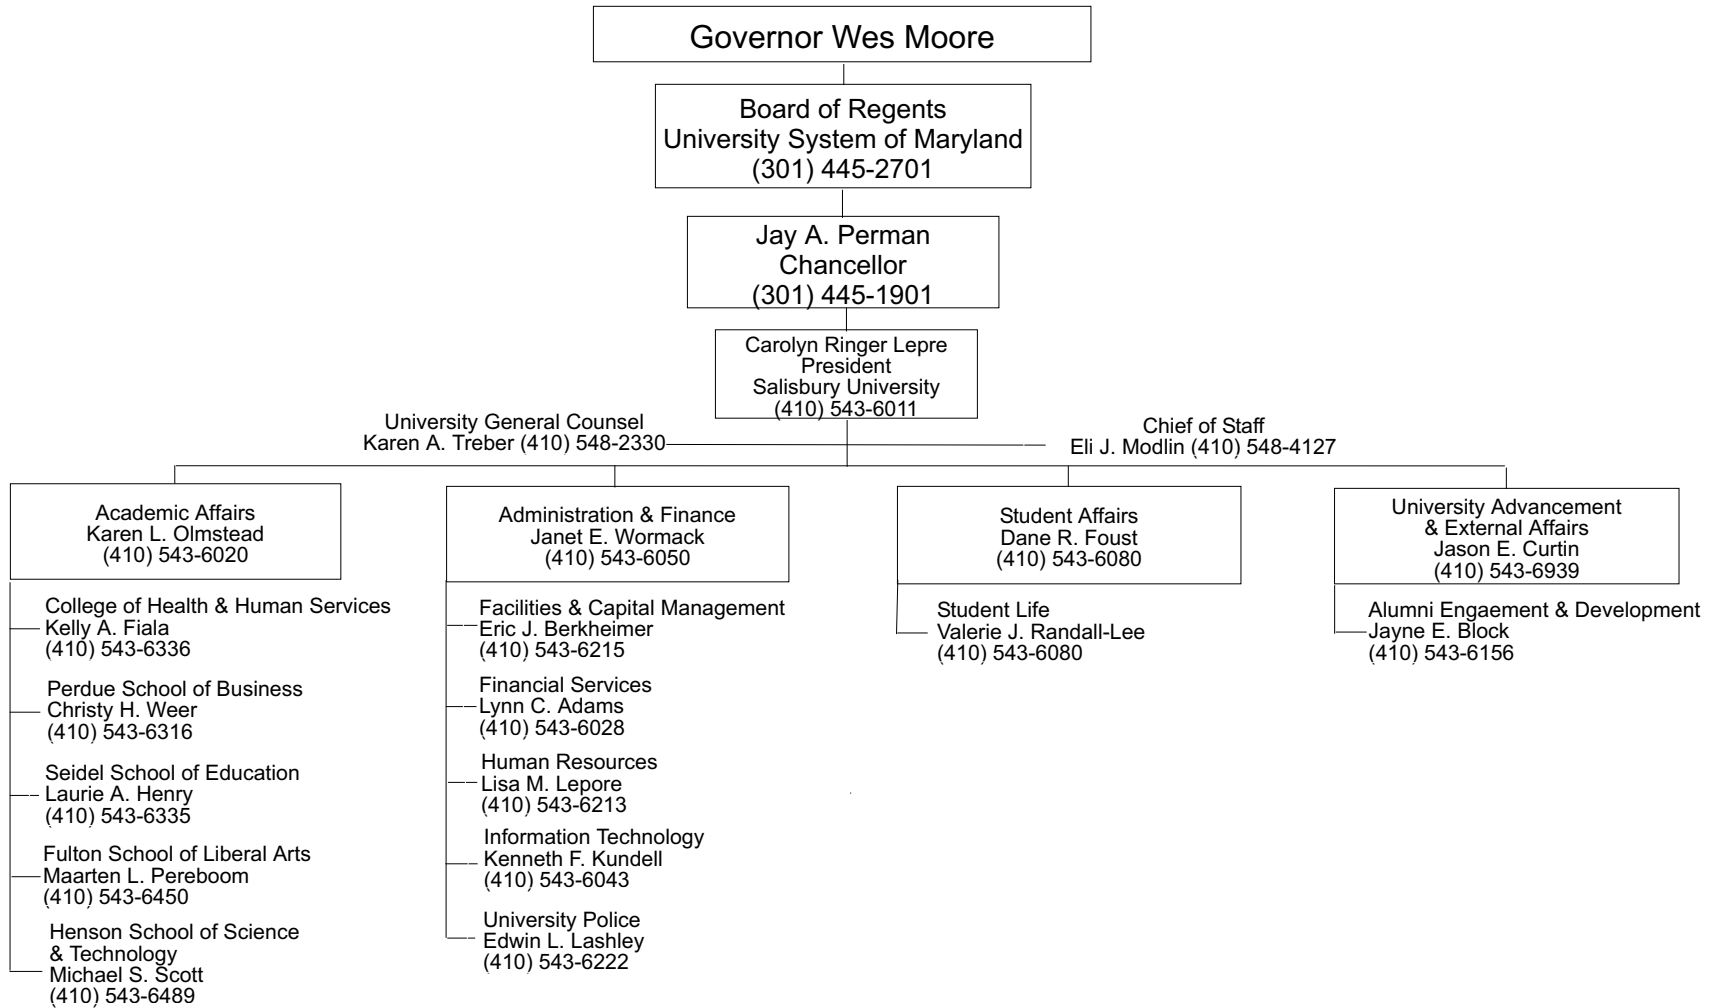 Governor Wes Moore
Board of Regents
University System of Maryland
(301) 445-2701
Jay A. Perman
Chancellor
(301) 445-1901
Carolyn Ringer Lepre
President
Salisbury University
(410) 543-6011
University General Counsel
Karen A. Treber (410) 548-2330
Chief of Staff
Eli J. Modlin (410) 548-4127
Academic Affairs
Karen L. Olmstead
(410) 543-6020
College of Health & Human Services
Kelly A. Fiala
(410) 543-6336
Perdue School of Business
Christy H. Weer
(410) 543-6316
Seidel School of Education
Laurie A. Henry
(410) 543-6335
Fulton School of Liberal Arts
Maarten L. Pereboom
(410) 543-6450
Henson School of Science
& Technology
Michael S. Scott
(410) 543-6489
Administration & Finance
Janet E. Wormack
(410) 543-6050
Facilities & Capital Management
Eric J. Berkheimer
(410) 543-6215
Financial Services
Lynn C. Adams
(410) 543-6028
Human Resources
Lisa M. Lepore
(410) 543-6213
Information Technology
Kenneth F. Kundell
(410) 543-6043
University Police
Edwin L. Lashley
(410) 543-6222
Student Affairs
Dane R. Foust
(410) 543-6080
Student Life
Valerie J. Randall-Lee
(410) 543-6080
University Advancement
& External Affairs
Jason E. Curtin
(410) 543-6939
Alumni Engaement & Development
Jayne E. Block
(410) 543-6156